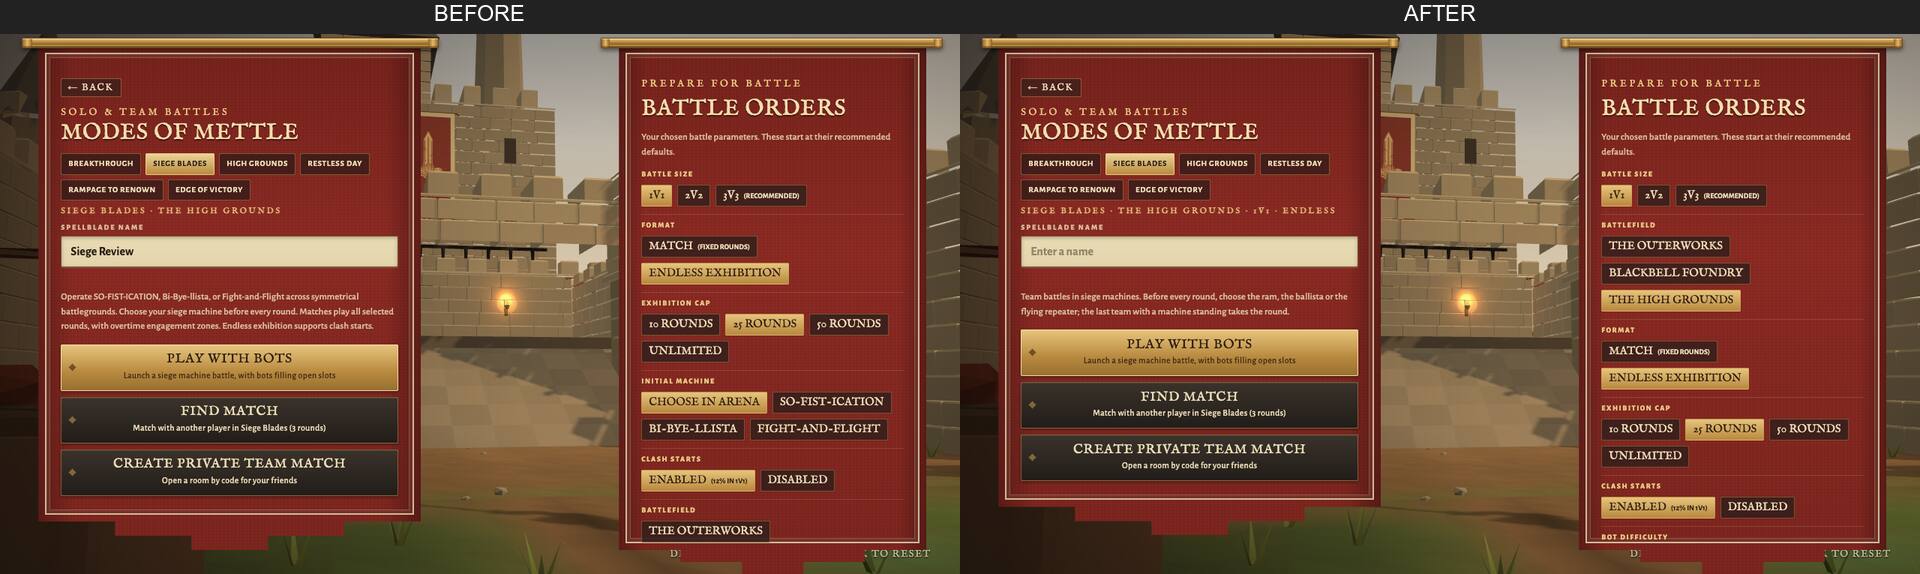 BEFORE
← BACK
SOLO & TEAM BATTLES
MODES OF METTLE
BREAKTHROUGH
SIEGE BLADES
HIGH GROUNDS
RESTLESS DAY
RAMPAGE TO RENOWN
EDGE OF VICTORY
SIEGE BLADES · THE HIGH GROUNDS
SPELLBLADE NAME
Siege Review
Operate SO-FIST-ICATION, Bi-Bye-llista, or Fight-and-Flight across symmetrical
battlegrounds. Choose your siege machine before every round. Matches play all selected
rounds, with overtime engagement zones. Endless exhibition supports clash starts.
PLAY WITH BOTS
Launch a siege machine battle, with bots filling open slots
FIND MATCH
Match with another player in Siege Blades (3 rounds)
CREATE PRIVATE TEAM MATCH
Open a room by code for your friends
PREPARE FOR BATTLE
BATTLE ORDERS
Your chosen battle parameters. These start at their recommended
defaults.
BATTLE SIZE
1V1
2V2
3V3 (RECOMMENDED)
FORMAT
MATCH (FIXED ROUNDS)
ENDLESS EXHIBITION
EXHIBITION CAP
10 ROUNDS
25 ROUNDS
50 ROUNDS
UNLIMITED
INITIAL MACHINE
CHOOSE IN ARENA
SO-FIST-ICATION
BI-BYE-LLISTA
FIGHT-AND-FLIGHT
CLASH STARTS
ENABLED (12% IN 1V1)
DISABLED
BATTLEFIELD
THE OUTERWORKS
TO RESET
AFTER
← BACK
SOLO & TEAM BATTLES
MODES OF METTLE
BREAKTHROUGH
SIEGE BLADES
HIGH GROUNDS
RESTLESS DAY
RAMPAGE TO RENOWN
EDGE OF VICTORY
SIEGE BLADES · THE HIGH GROUNDS · 1V1 · ENDLESS
SPELLBLADE NAME
Enter a name
Team battles in siege machines. Before every round, choose the ram, the ballista or the
flying repeater; the last team with a machine standing takes the round.
PLAY WITH BOTS
Launch a siege machine battle, with bots filling open slots
FIND MATCH
Match with another player in Siege Blades (3 rounds)
CREATE PRIVATE TEAM MATCH
Open a room by code for your friends
PREPARE FOR BATTLE
BATTLE ORDERS
Your chosen battle parameters. These start at their recommended
defaults.
BATTLE SIZE
1V1
2V2
3V3 (RECOMMENDED)
BATTLEFIELD
THE OUTERWORKS
BLACKBELL FOUNDRY
THE HIGH GROUNDS
FORMAT
MATCH (FIXED ROUNDS)
ENDLESS EXHIBITION
EXHIBITION CAP
10 ROUNDS
25 ROUNDS
50 ROUNDS
UNLIMITED
CLASH STARTS
ENABLED (12% IN 1V1)
DISABLED
BOT DIFFICULTY
TO RESET